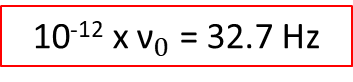 10⁻¹² x ν₀ = 32.7 Hz